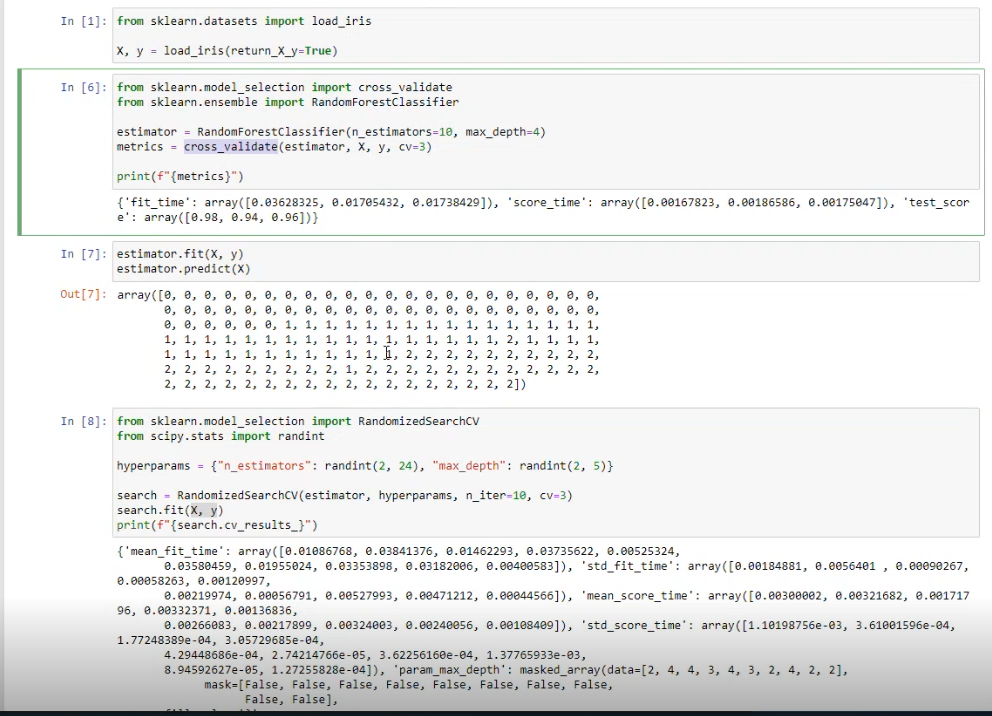 In [1]: from sklearn.datasets import load_iris
X, y = load_iris(return_X_y=True)
In [6]: from sklearn.model_selection import cross_validate
from sklearn.ensemble import RandomForestClassifier
estimator = RandomForestClassifier(n_estimators=10, max_depth=4)
metrics = cross_validate(estimator, X, y, cv=3)
print(f"{metrics}")
{'fit_time': array([0.03628325, 0.01705432, 0.01738429]), 'score_time': array([0.00167823, 0.00186586, 0.00175047]), 'test_scor
e': array([0.98, 0.94, 0.96])}
In [7]: estimator.fit(X, y)
estimator.predict(X)
Out[7]: array([0, 0, 0, 0, 0, 0, 0, 0, 0, 0, 0, 0, 0, 0, 0, 0, 0, 0, 0, 0, 0, 0,
0, 0, 0, 0, 0, 0, 0, 0, 0, 0, 0, 0, 0, 0, 0, 0, 0, 0, 0, 0, 0, 0,
0, 0, 0, 0, 0, 0, 1, 1, 1, 1, 1, 1, 1, 1, 1, 1, 1, 1, 1, 1, 1, 1,
1, 1, 1, 1, 1, 1, 1, 1, 1, 1, 1, 1, 1, 1, 1, 1, 1, 2, 1, 1, 1, 1,
1, 1, 1, 1, 1, 1, 1, 1, 1, 1, 1, 1, 2, 2, 2, 2, 2, 2, 2, 2, 2, 2,
2, 2, 2, 2, 2, 2, 2, 2, 2, 1, 2, 2, 2, 2, 2, 2, 2, 2, 2, 2, 2, 2,
2, 2, 2, 2, 2, 2, 2, 2, 2, 2, 2, 2, 2, 2, 2, 2, 2, 2])
In [8]: from sklearn.model_selection import RandomizedSearchCV
from scipy.stats import randint
hyperparams = {"n_estimators": randint(2, 24), "max_depth": randint(2, 5)}
search = RandomizedSearchCV(estimator, hyperparams, n_iter=10, cv=3)
search.fit(X, y)
print(f"{search.cv_results_}")
{'mean_fit_time': array([0.01086768, 0.03841376, 0.01462293, 0.03735622, 0.00525324,
0.03580459, 0.01955024, 0.03353898, 0.03182006, 0.00400583]), 'std_fit_time': array([0.00184881, 0.0056401 , 0.00090267,
0.00058263, 0.00120997,
0.00219974, 0.00056791, 0.00527993, 0.00471212, 0.00044566]), 'mean_score_time': array([0.00300002, 0.00321682, 0.001717
96, 0.00332371, 0.00136836,
0.00266083, 0.00217899, 0.00324003, 0.00240056, 0.00108409]), 'std_score_time': array([1.10198756e-03, 3.61001596e-04,
1.77248389e-04, 3.05729685e-04,
4.29448686e-04, 2.74214766e-05, 3.62256160e-04, 1.37765933e-03,
8.94592627e-05, 1.27255828e-04]), 'param_max_depth': masked_array(data=[2, 4, 4, 3, 4, 3, 2, 4, 2, 2],
mask=[False, False, False, False, False, False, False, False,
False, False],